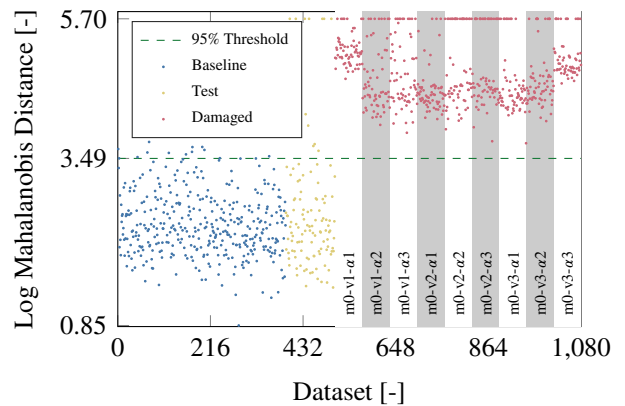 5.70
3.49
0.85
Log Mahalanobis Distance [-]
95% Threshold
Baseline
Test
Damaged
m0-v1-α1
m0-v1-α2
m0-v1-α3
m0-v2-α1
m0-v2-α2
m0-v2-α3
m0-v3-α1
m0-v3-α2
m0-v3-α3
0 216 432 648 864 1,080
Dataset [-]